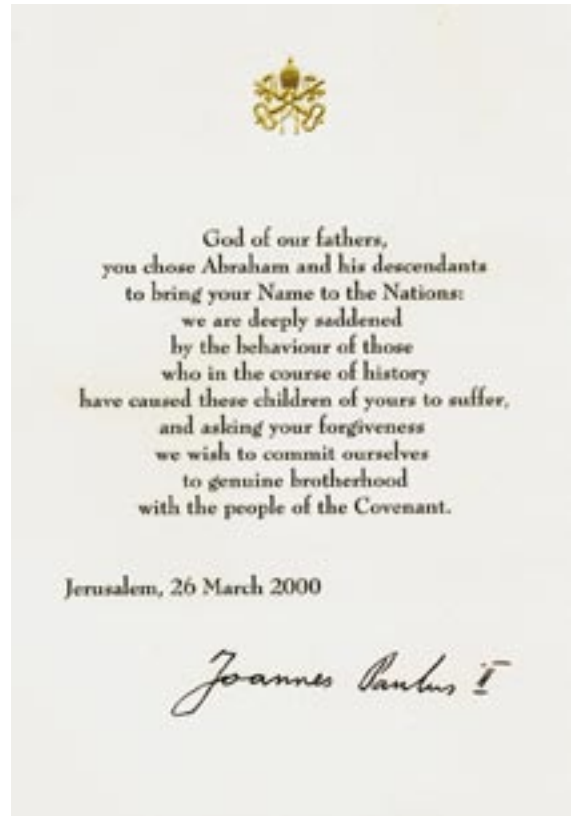 God of our fathers,
you chose Abraham and his descendants
to bring your Name to the Nations:
we are deeply saddened
by the behaviour of those
who in the course of history
have caused these children of yours to suffer,
and asking your forgiveness
we wish to commit ourselves
to genuine brotherhood
with the people of the Covenant.
Jerusalem, 26 March 2000
Joannes Paulus II